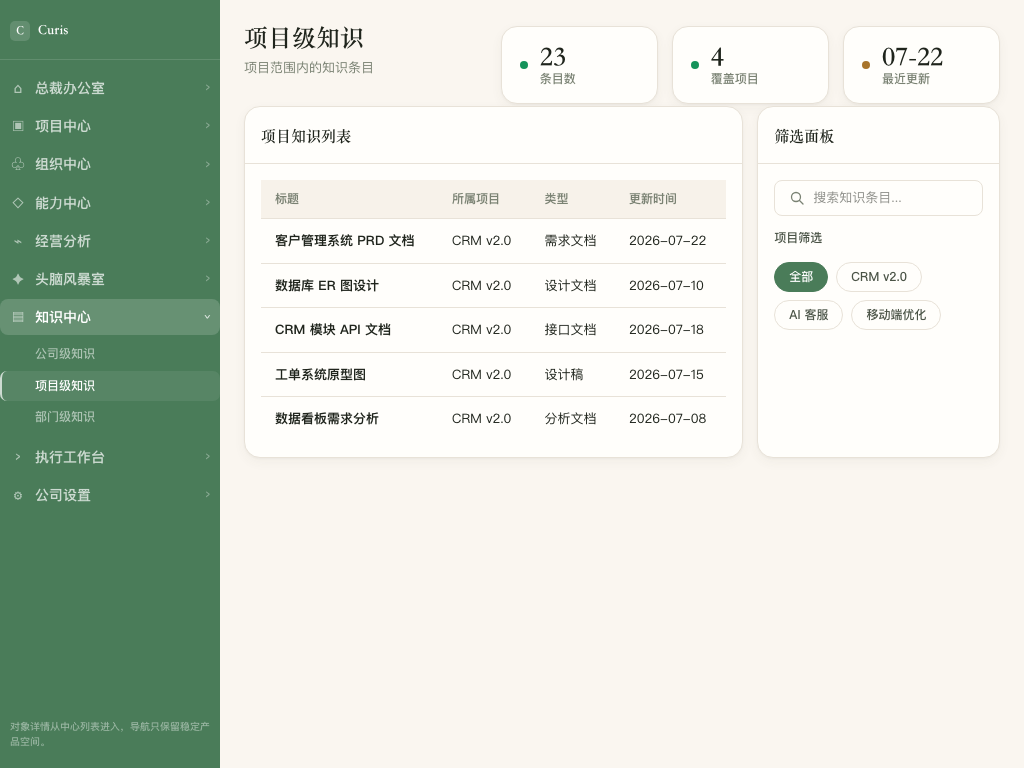 C Curis
总裁办公室
项目中心
组织中心
能力中心
经营分析
头脑风暴室
知识中心
公司级知识
项目级知识
部门级知识
执行工作台
公司设置
对象详情从中心列表进入，导航只保留稳定产
品空间。
项目级知识
项目范围内的知识条目
23
条目数
4
覆盖项目
07-22
最近更新
项目知识列表
标题 所属项目 类型 更新时间
客户管理系统 PRD 文档 CRM v2.0 需求文档 2026-07-22
数据库 ER 图设计 CRM v2.0 设计文档 2026-07-10
CRM 模块 API 文档 CRM v2.0 接口文档 2026-07-18
工单系统原型图 CRM v2.0 设计稿 2026-07-15
数据看板需求分析 CRM v2.0 分析文档 2026-07-08
筛选面板
搜索知识条目...
项目筛选
全部 CRM v2.0
AI 客服 移动端优化